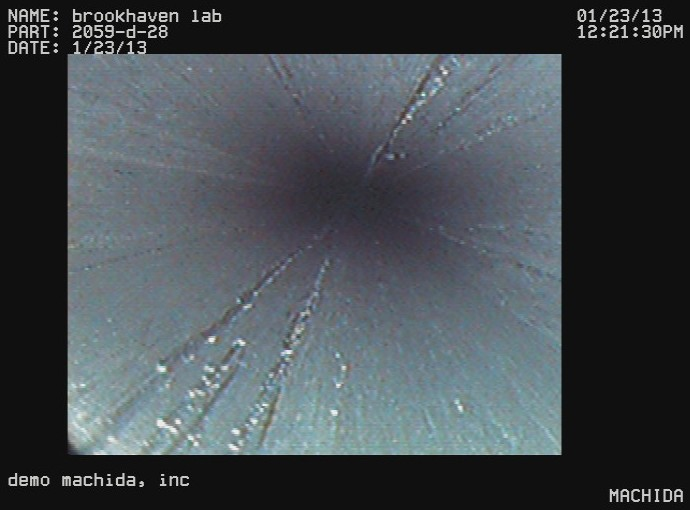 NAME: brookhaven lab
01/23/13
PART: 2059-d-28
12:21:30PM
DATE: 1/23/13
demo machida, inc
MACHIDA